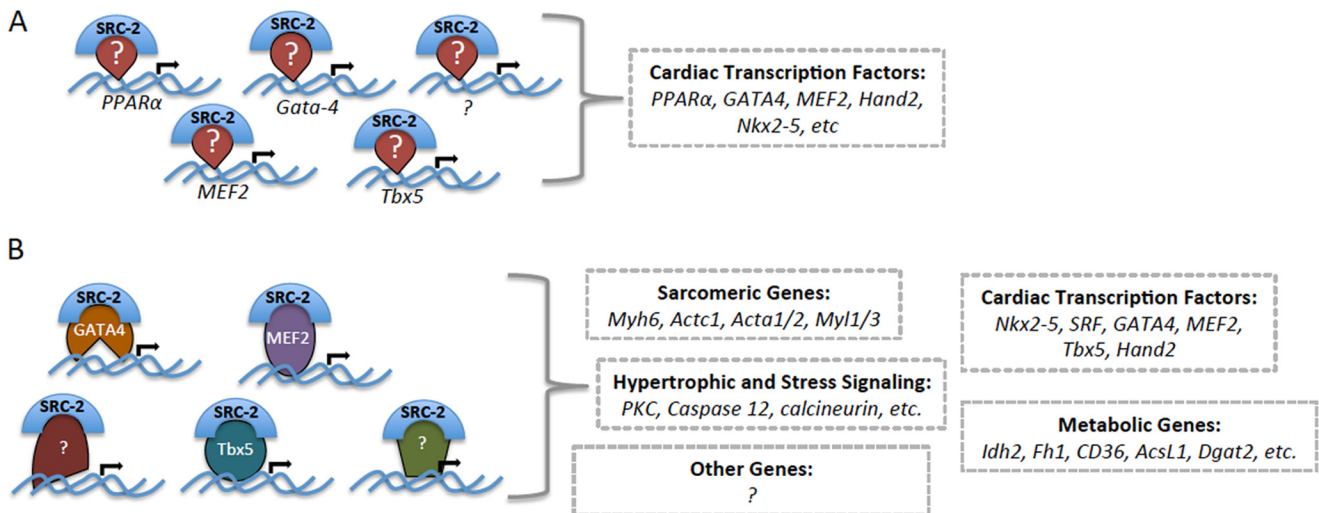 A
SRC-2
?
PPARα
SRC-2
?
Gata-4
SRC-2
?
?
SRC-2
?
MEF2
SRC-2
?
Tbx5
Cardiac Transcription Factors:
PPARα, GATA4, MEF2, Hand2,
Nkx2-5, etc
B
SRC-2
GATA4
SRC-2
MEF2
SRC-2
?
SRC-2
Tbx5
SRC-2
?
Sarcomeric Genes:
Myh6, Actc1, Acta1/2, Myl1/3
Hypertrophic and Stress Signaling:
PKC, Caspase 12, calcineurin, etc.
Other Genes:
?
Cardiac Transcription Factors:
Nkx2-5, SRF, GATA4, MEF2,
Tbx5, Hand2
Metabolic Genes:
Idh2, Fh1, CD36, AcsL1, Dgat2, etc.